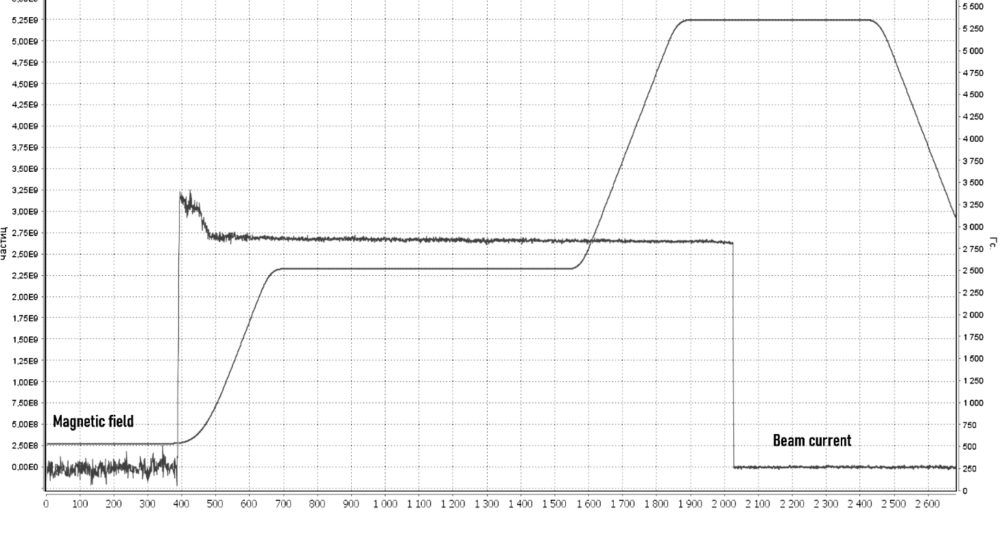 5,25E9
5,00E9
4,75E9
4,50E9
4,25E9
4,00E9
3,75E9
3,50E9
3,25E9
3,00E9
2,75E9
2,50E9
2,25E9
2,00E9
1,75E9
1,50E9
1,25E9
1,00E9
7,50E8
5,00E8
2,50E8
0,00E0
частиц
Magnetic field
Beam current
5 500
5 250
5 000
4 750
4 500
4 250
4 000
3 750
3 500
3 250
3 000
2 750
2 500
2 250
2 000
1 750
1 500
1 250
1 000
750
500
250
0
Гс.
0 100 200 300 400 500 600 700 800 900 1 000 1 100 1 200 1 300 1 400 1 500 1 600 1 700 1 800 1 900 2 000 2 100 2 200 2 300 2 400 2 500 2 600